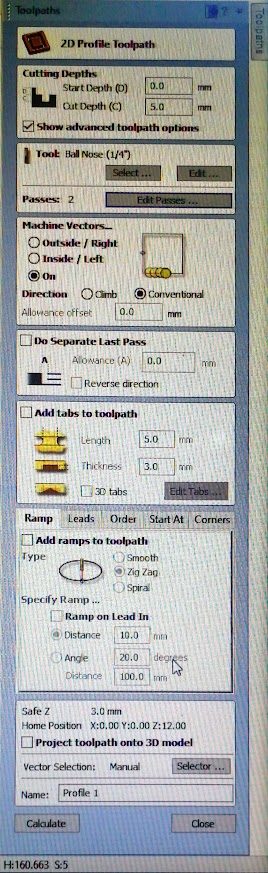 Toolpaths
2D Profile Toolpath
Cutting Depths
Start Depth (D) 0.0 mm
Cut Depth (C) 5.0 mm
Show advanced toolpath options
Tool: Ball Nose (1/4")
Select ... Edit ...
Passes: 2 Edit Passes ...
Machine Vectors...
Outside / Right
Inside / Left
On
Direction Climb Conventional
Allowance offset 0.0 mm
Do Separate Last Pass
A Allowance (A) 0.0 mm
Reverse direction
Add tabs to toolpath
Length 5.0 mm
Thickness 3.0 mm
3D tabs Edit Tabs ...
Ramp Leads Order Start At Corners
Add ramps to toolpath
Type Smooth
Zig Zag
Spiral
Specify Ramp ...
Ramp on Lead In
Distance 10.0 mm
Angle 20.0 degrees
Distance 100.0 mm
Safe Z 3.0 mm
Home Position X:0.00 Y:0.00 Z:12.00
Project toolpath onto 3D model
Vector Selection: Manual Selector ...
Name: Profile 1
Calculate Close
H:160.663 S:5
Toolpaths